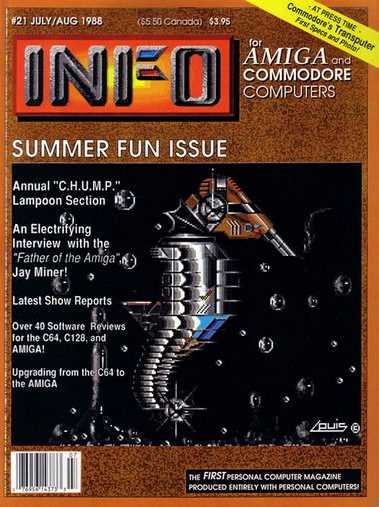 #21 JULY/AUG 1988 ($5.50 Canada) $3.95
- AT PRESS TIME -
Commodore's Transputer
First Specs and Photo!
INFO
for
AMIGA and
COMMODORE
COMPUTERS
SUMMER FUN ISSUE
Annual "C.H.U.M.P."
Lampoon Section
An Electrifying
Interview with the
"Father of the Amiga",
Jay Miner!
Latest Show Reports
Over 40 Software Reviews
for the C64, C128, and
AMIGA!
Upgrading from the C64 to
the AMIGA
Louis ©
07
THE FIRST PERSONAL COMPUTER MAGAZINE
PRODUCED ENTIRELY WITH PERSONAL COMPUTERS!